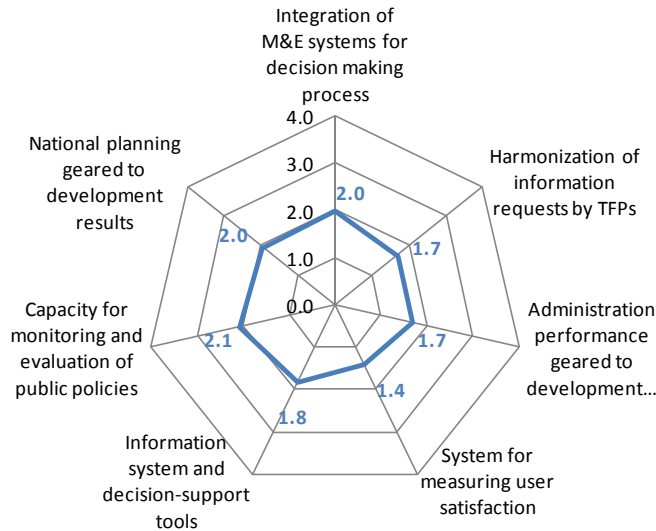 Integration of
M&E systems for
decision making
process
4.0
3.0
2.0
1.0
0.0
Harmonization of
information
requests by TFPs
Administration
performance
geared to
development...
System for
measuring user
satisfaction
Information
system and
decision-support
tools
Capacity for
monitoring and
evaluation of
public policies
National planning
geared to
development
results
2.0
1.7
1.7
1.4
1.8
2.1
2.0